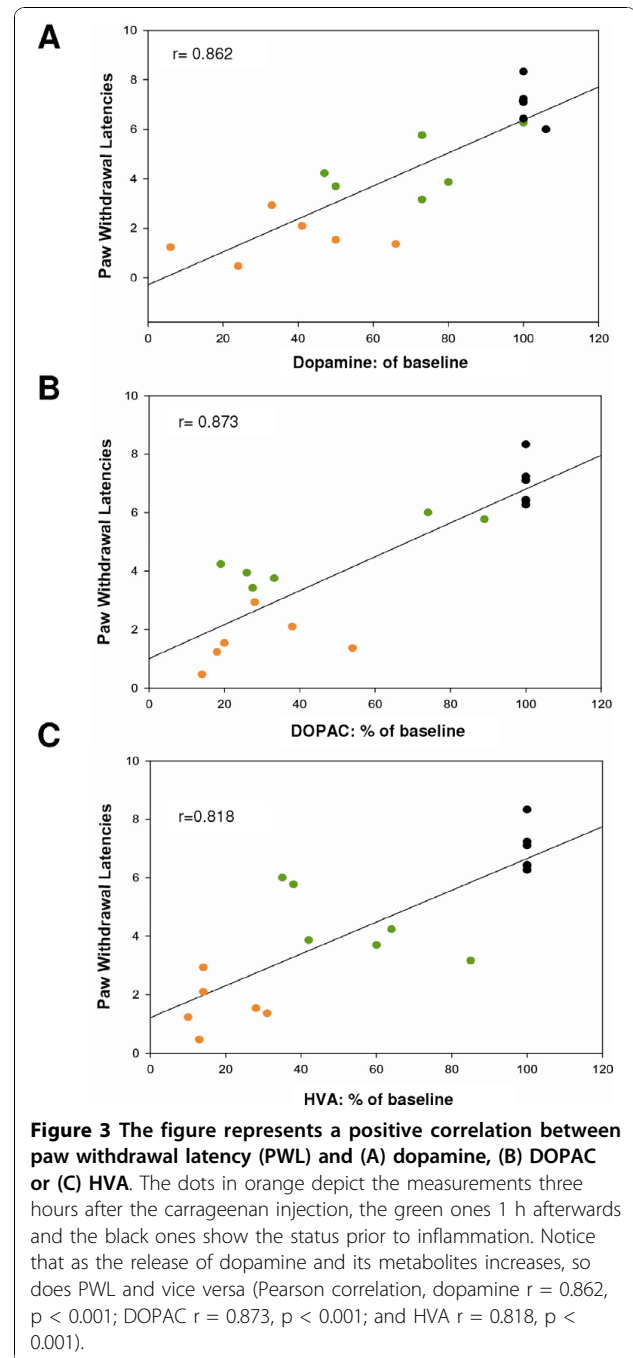 A
r= 0.862
10
8
6
4
2
0
Paw Withdrawal Latencies
0 20 40 60 80 100 120
Dopamine: of baseline
B
r= 0.873
10
8
6
4
2
0
Paw Withdrawal Latencies
0 20 40 60 80 100 120
DOPAC: % of baseline
C
r=0.818
10
8
6
4
2
0
Paw Withdrawal Latencies
0 20 40 60 80 100 120
HVA: % of baseline
Figure 3 The figure represents a positive correlation between
paw withdrawal latency (PWL) and (A) dopamine, (B) DOPAC
or (C) HVA. The dots in orange depict the measurements three
hours after the carrageenan injection, the green ones 1 h afterwards
and the black ones show the status prior to inflammation. Notice
that as the release of dopamine and its metabolites increases, so
does PWL and vice versa (Pearson correlation, dopamine r = 0.862,
p < 0.001; DOPAC r = 0.873, p < 0.001; and HVA r = 0.818, p <
0.001).